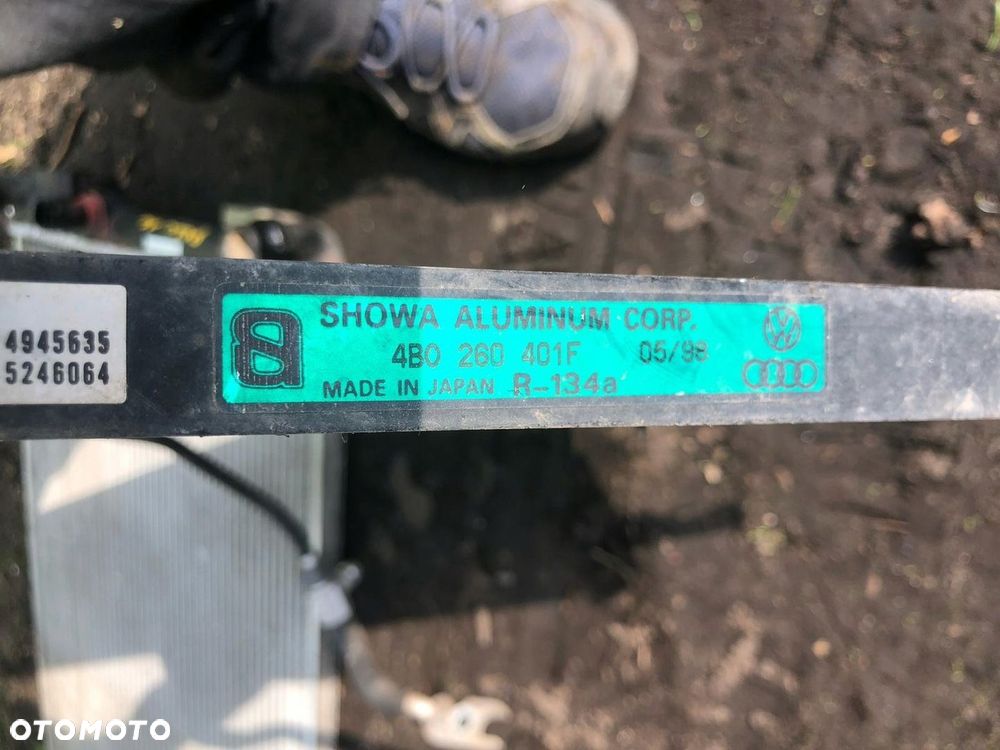 4945635
5246064
SHOWA ALUMINUM CORP.
4B0 260 401F 05/98
MADE IN JAPAN R-134a
OTOMOTO